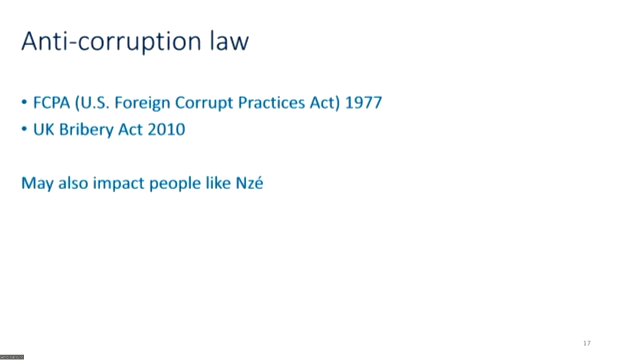 Anti-corruption law
• FCPA (U.S. Foreign Corrupt Practices Act) 1977
• UK Bribery Act 2010
May also impact people like Nzé
17